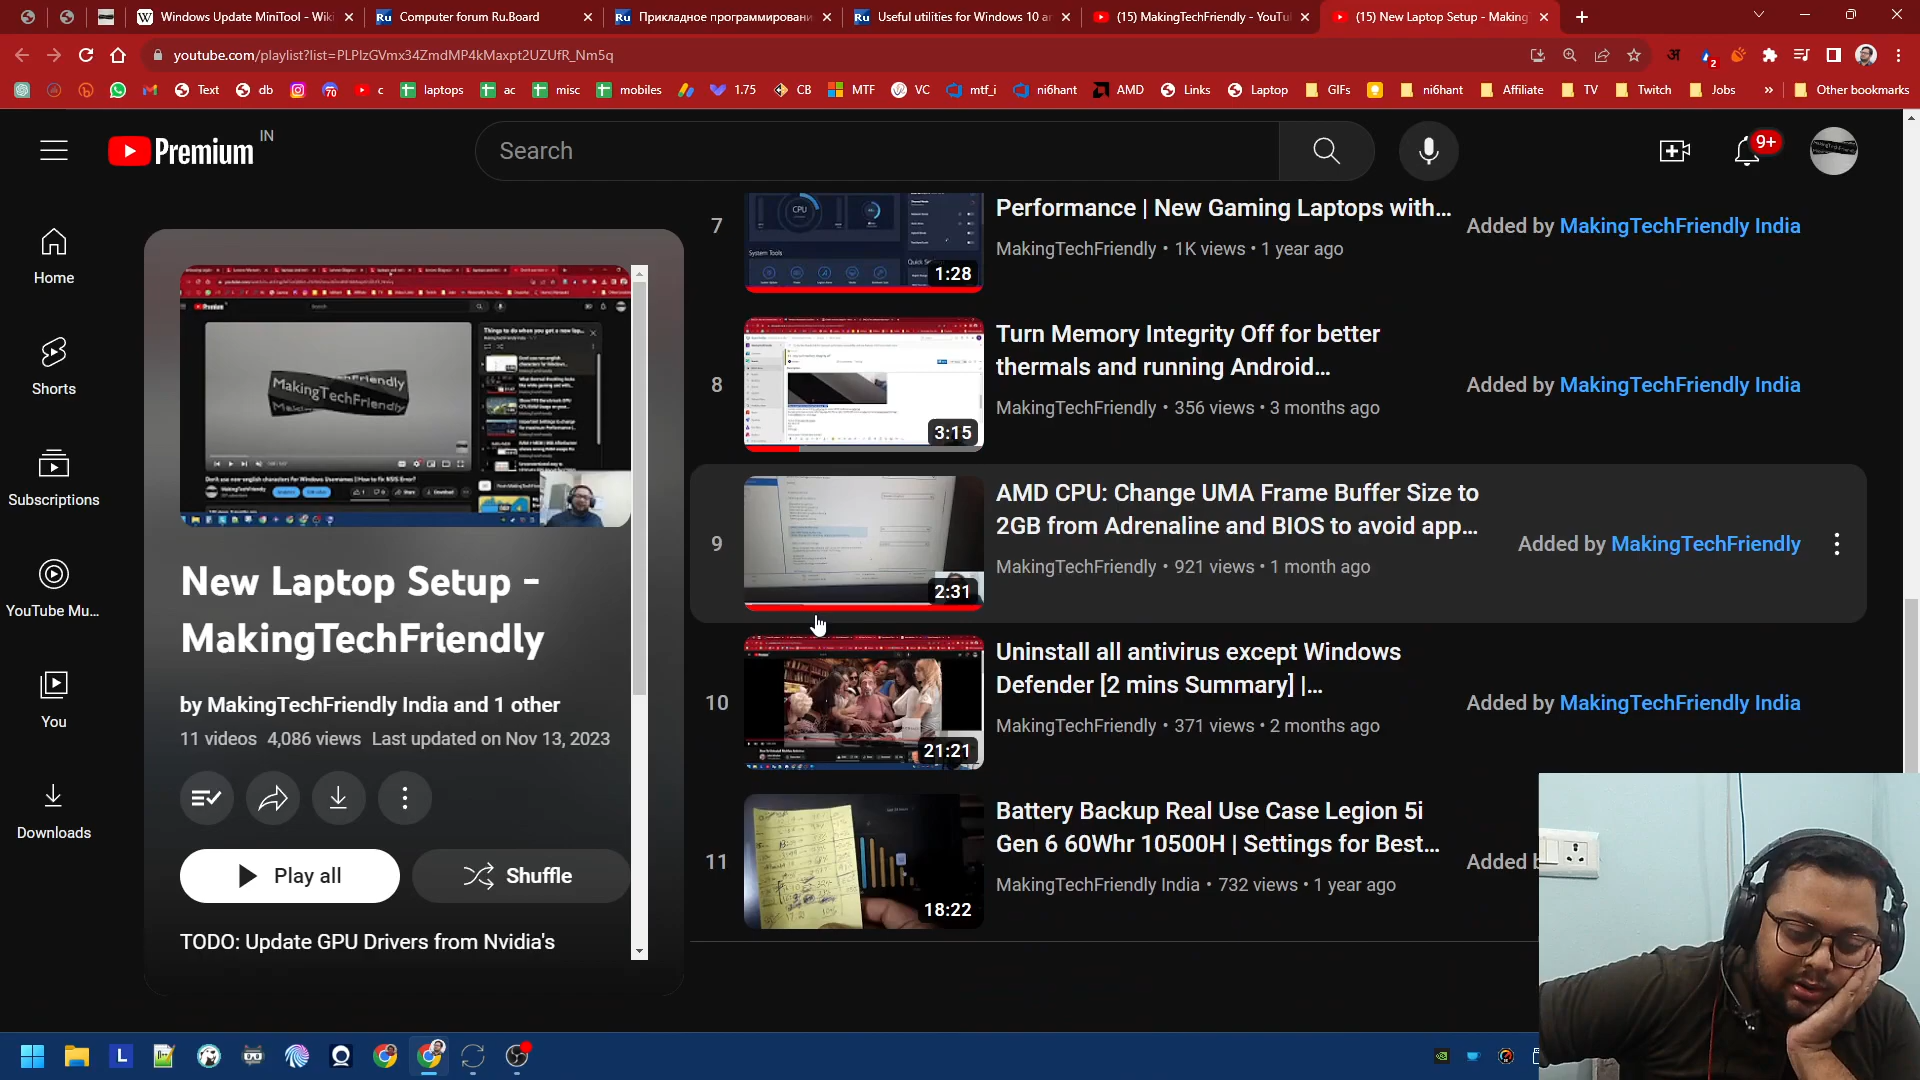 Windows Update MiniTool - Wiki
Computer forum Ru.Board
Прикладное программировани
Useful utilities for Windows 10 an
(15) MakingTechFriendly - YouTu
(15) New Laptop Setup - Making
youtube.com/playlist?list=PLPIzGVmx34ZmdMP4kMaxpt2UZUfR_Nm5q
Text
db
c
laptops
ac
misc
mobiles
1.75
CB
MTF
VC
mtf_i
ni6hant
AMD
Links
Laptop
GIFs
ni6hant
Affiliate
TV
Twitch
Jobs
»
Other bookmarks
Premium IN
Search
9+
Home
Shorts
Subscriptions
YouTube Mu...
You
Downloads
MakingTechFriendly
New Laptop Setup -
MakingTechFriendly
by MakingTechFriendly India and 1 other
11 videos 4,086 views Last updated on Nov 13, 2023
Play all
Shuffle
TODO: Update GPU Drivers from Nvidia's
7
CPU
System Tools
1:28
Performance | New Gaming Laptops with...
MakingTechFriendly • 1K views • 1 year ago
Added by MakingTechFriendly India
8
3:15
Turn Memory Integrity Off for better
thermals and running Android...
MakingTechFriendly • 356 views • 3 months ago
Added by MakingTechFriendly India
9
2:31
AMD CPU: Change UMA Frame Buffer Size to
2GB from Adrenaline and BIOS to avoid app...
MakingTechFriendly • 921 views • 1 month ago
Added by MakingTechFriendly
10
21:21
Uninstall all antivirus except Windows
Defender [2 mins Summary] |...
MakingTechFriendly • 371 views • 2 months ago
Added by MakingTechFriendly India
11
18:22
Battery Backup Real Use Case Legion 5i
Gen 6 60Whr 10500H | Settings for Best...
MakingTechFriendly India • 732 views • 1 year ago
Added